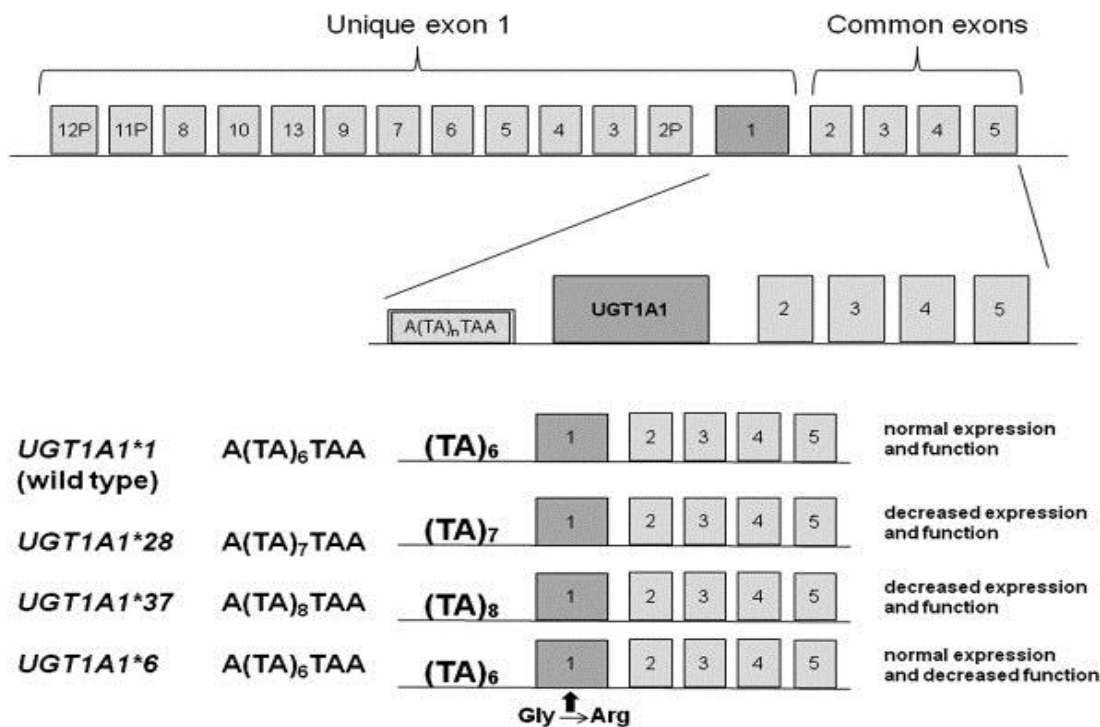 Unique exon 1 Common exons
12P 11P 8 10 13 9 7 6 5 4 3 2P 1 2 3 4 5
A(TA)nTAA UGT1A1 2 3 4 5
UGT1A1*1 A(TA)6TAA (TA)6 1 2 3 4 5 normal expression
(wild type) and function
UGT1A1*28 A(TA)7TAA (TA)7 1 2 3 4 5 decreased expression
and function
UGT1A1*37 A(TA)8TAA (TA)8 1 2 3 4 5 decreased expression
and function
UGT1A1*6 A(TA)6TAA (TA)6 1 2 3 4 5 normal expression
and decreased function
Gly→Arg